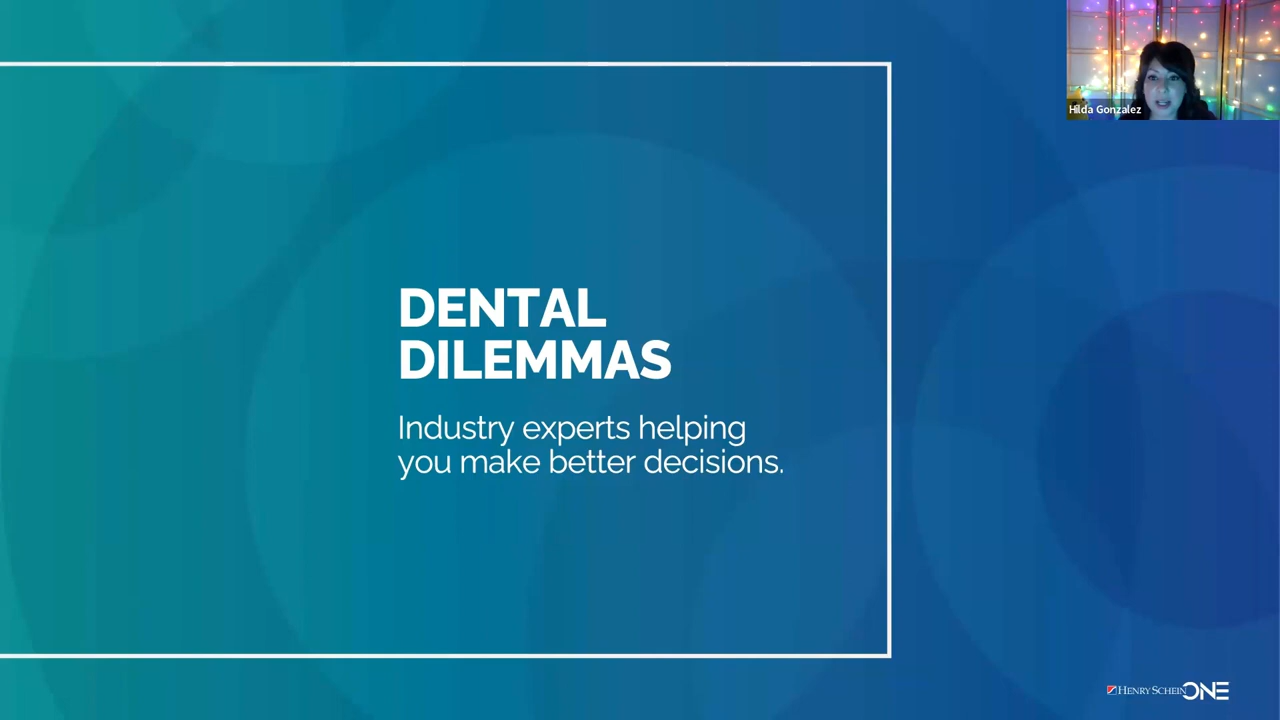 Hilda Gonzalez
DENTAL
DILEMMAS
Industry experts helping
you make better decisions.
HENRY SCHEIN ONE